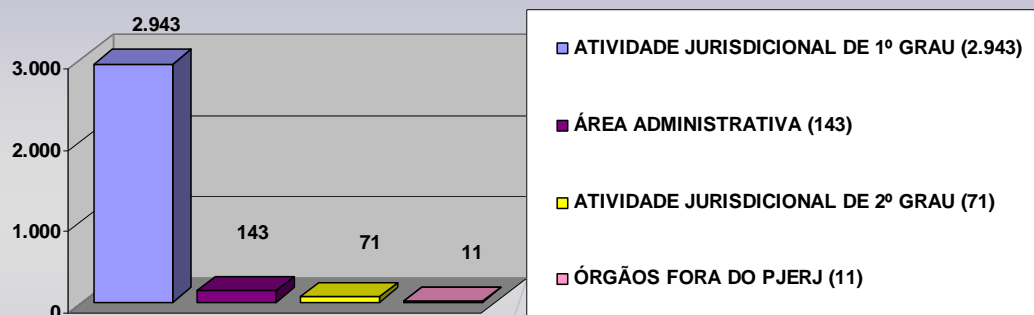 2.943
3.000
2.000
1.000
0
143
71
11
ATIVIDADE JURISDICIONAL DE 1º GRAU (2.943)
ÁREA ADMINISTRATIVA (143)
ATIVIDADE JURISDICIONAL DE 2º GRAU (71)
ÓRGÃOS FORA DO PJERJ (11)